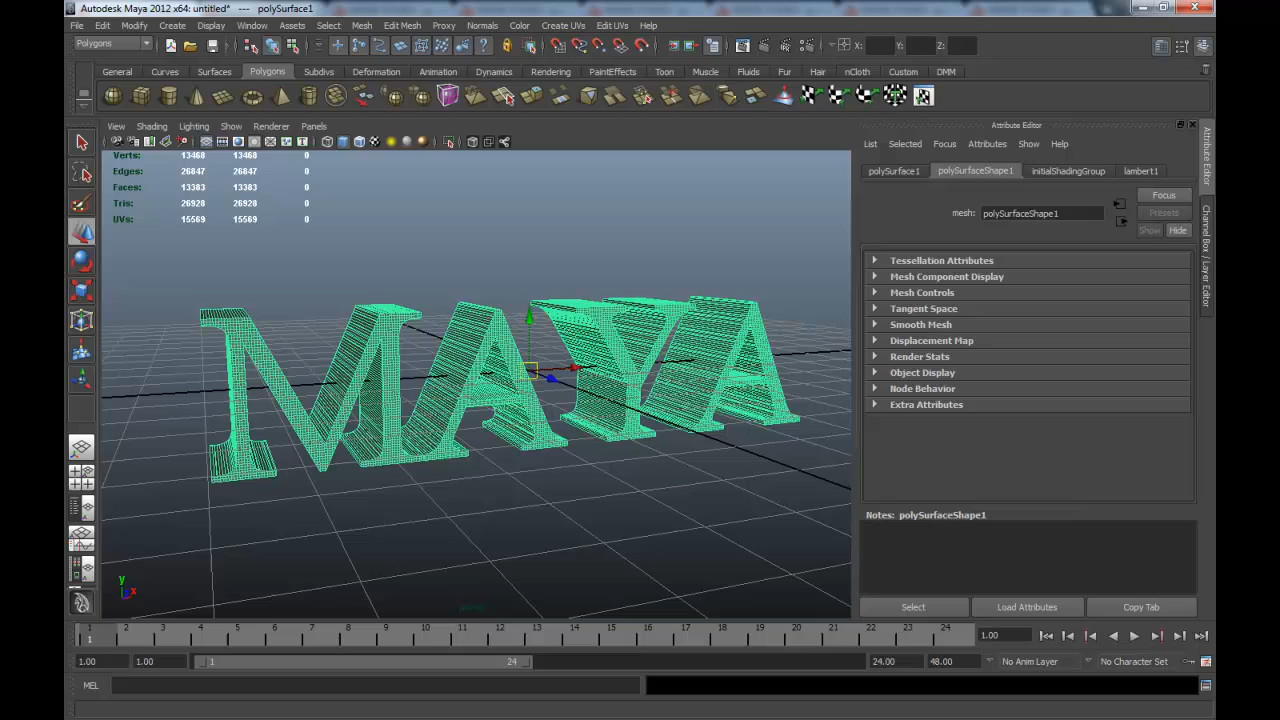 Autodesk Maya 2012 x64: untitled* --- polySurface1
File Edit Modify Create Display Window Assets Select Mesh Edit Mesh Proxy Normals Color Create UVs Edit UVs Help
Polygons X: Y: Z:
General Curves Surfaces Polygons Subdivs Deformation Animation Dynamics Rendering PaintEffects Toon Muscle Fluids Fur Hair nCloth Custom DMM
Attribute Editor
View Shading Lighting Show Renderer Panels
List Selected Focus Attributes Show Help
Verts: 13468 13468 0
Edges: 26847 26847 0
Faces: 13383 13383 0
Tris: 26928 26928 0
UVs: 15569 15569 0
polySurface1 polySurfaceShape1 initialShadingGroup lambert1
Focus
mesh: polySurfaceShape1 Presets
Show Hide
Tessellation Attributes
Mesh Component Display
Mesh Controls
Tangent Space
Smooth Mesh
Displacement Map
Render Stats
Object Display
Node Behavior
Extra Attributes
Attribute Editor
Channel Box / Layer Editor
MAYA
y
x
Notes: polySurfaceShape1
Select Load Attributes Copy Tab
1 2 3 4 5 6 7 8 9 10 11 12 13 14 15 16 17 18 19 20 21 22 23 24
1 1.00
1.00 1.00 1 24 24.00 48.00 No Anim Layer No Character Set
MEL